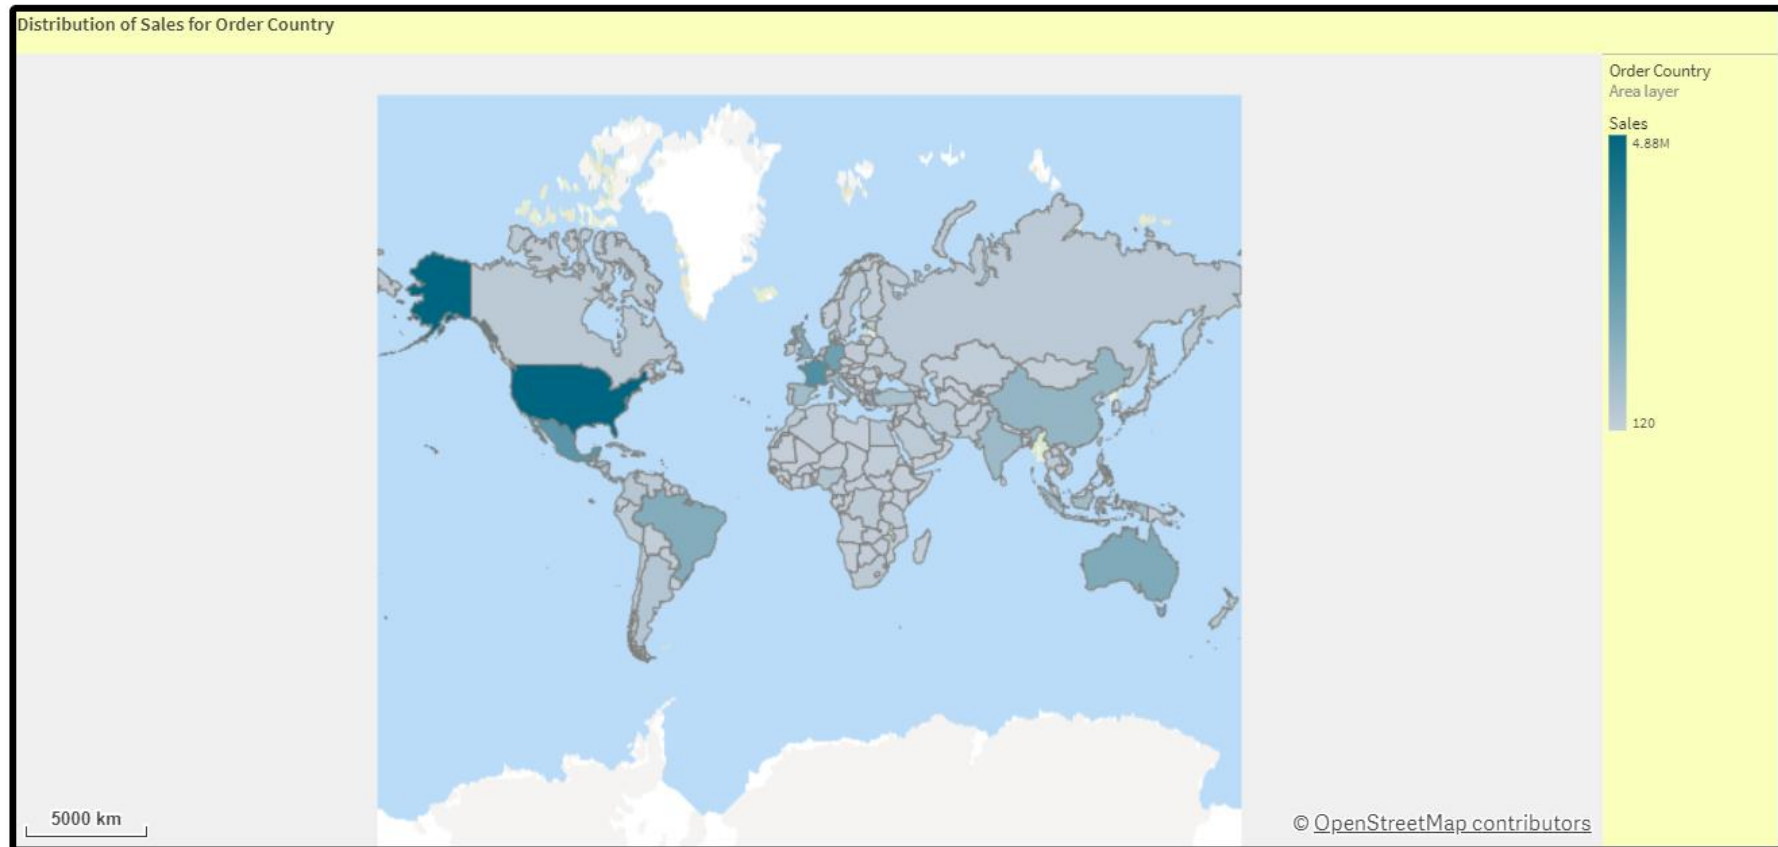 Distribution of Sales for Order Country
Order Country
Area layer
Sales
4.88M
120
5000 km
© OpenStreetMap contributors